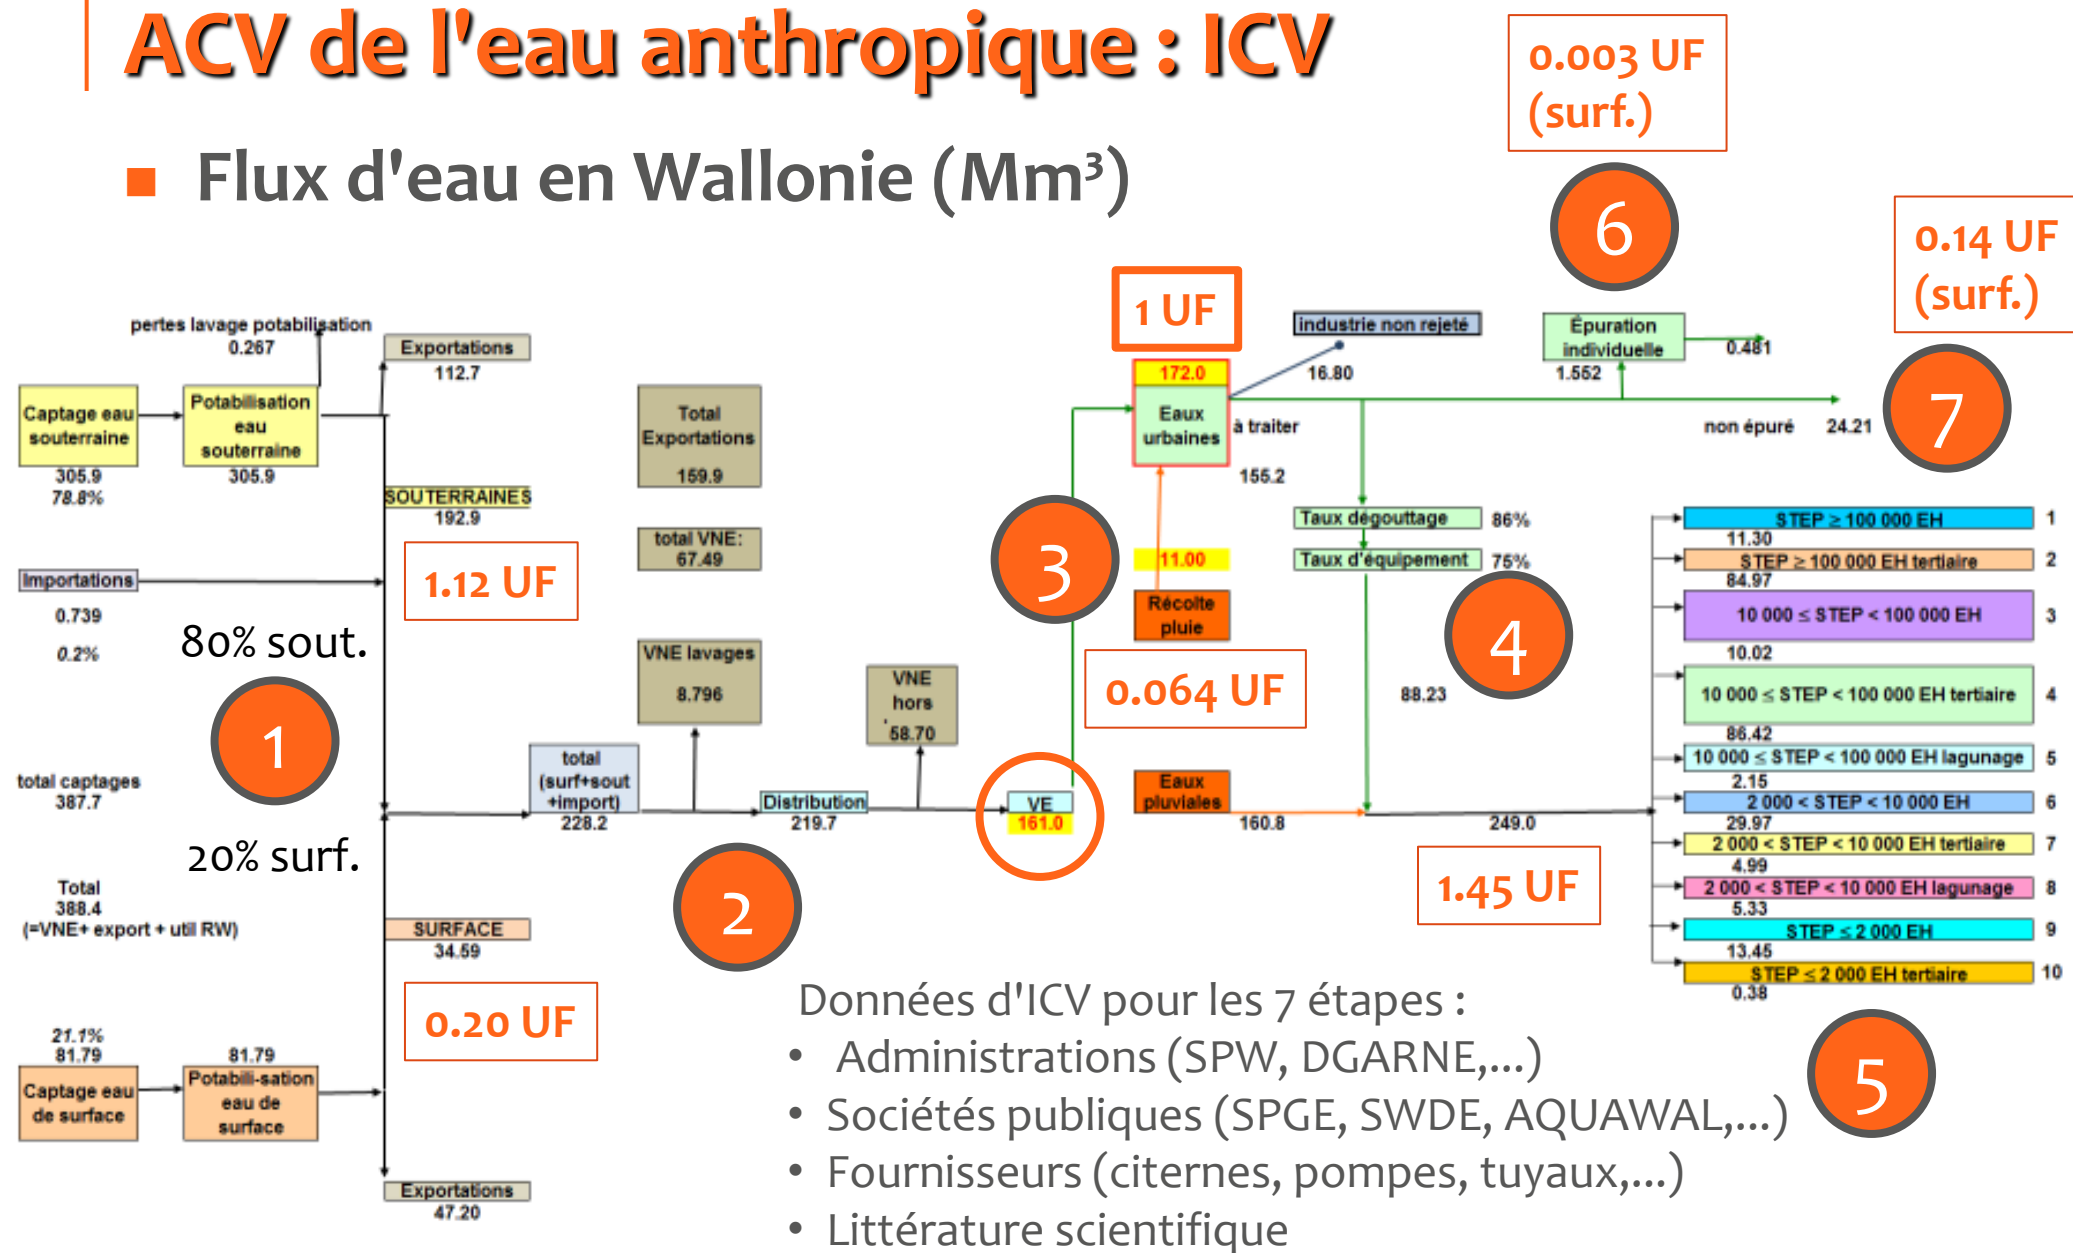 ACV de l'eau anthropique : ICV
■ Flux d'eau en Wallonie (Mm³)
0.003 UF
(surf.)
6
0.14 UF
(surf.)
7
1 UF
pertes lavage potabilisation
0.267
Exportations
112.7
Captage eau
souterraine
305.9
78.8%
Potabilisation
eau
souterraine
305.9
SOUTERRAINES
192.9
1.12 UF
Importations
0.739
0.2%
80% sout.
1
total captages
387.7
20% surf.
Total
388.4
(=VNE+ export + util RW)
SURFACE
34.59
0.20 UF
21.1%
81.79
Captage eau
de surface
81.79
Potabili-sation
eau de
surface
Exportations
47.20
Total
Exportations
159.9
total VNE:
67.49
VNE lavages
8.796
VNE
hors
58.70
total
(surf+sout
+import)
228.2
Distribution
219.7
VE
161.0
2
3
172.0
Eaux
urbaines
à traiter
155.2
11.00
Récolte
pluie
0.064 UF
Eaux
pluviales
160.8
industrie non rejeté
16.80
Épuration
individuelle
1.552
0.481
non épuré 24.21
Taux dégouttage 86%
Taux d'équipement 75%
4
88.23
249.0
1.45 UF
STEP ≥ 100 000 EH 1
11.30
STEP ≥ 100 000 EH tertiaire 2
84.97
10 000 ≤ STEP < 100 000 EH 3
10.02
10 000 ≤ STEP < 100 000 EH tertiaire 4
86.42
10 000 ≤ STEP < 100 000 EH lagunage 5
2.15
2 000 < STEP < 10 000 EH 6
29.97
2 000 < STEP < 10 000 EH tertiaire 7
4.99
2 000 < STEP < 10 000 EH lagunage 8
5.33
STEP ≤ 2 000 EH 9
13.45
STEP ≤ 2 000 EH tertiaire 10
0.38
5
Données d'ICV pour les 7 étapes :
• Administrations (SPW, DGARNE,...)
• Sociétés publiques (SPGE, SWDE, AQUAWAL,...)
• Fournisseurs (citernes, pompes, tuyaux,...)
• Littérature scientifique